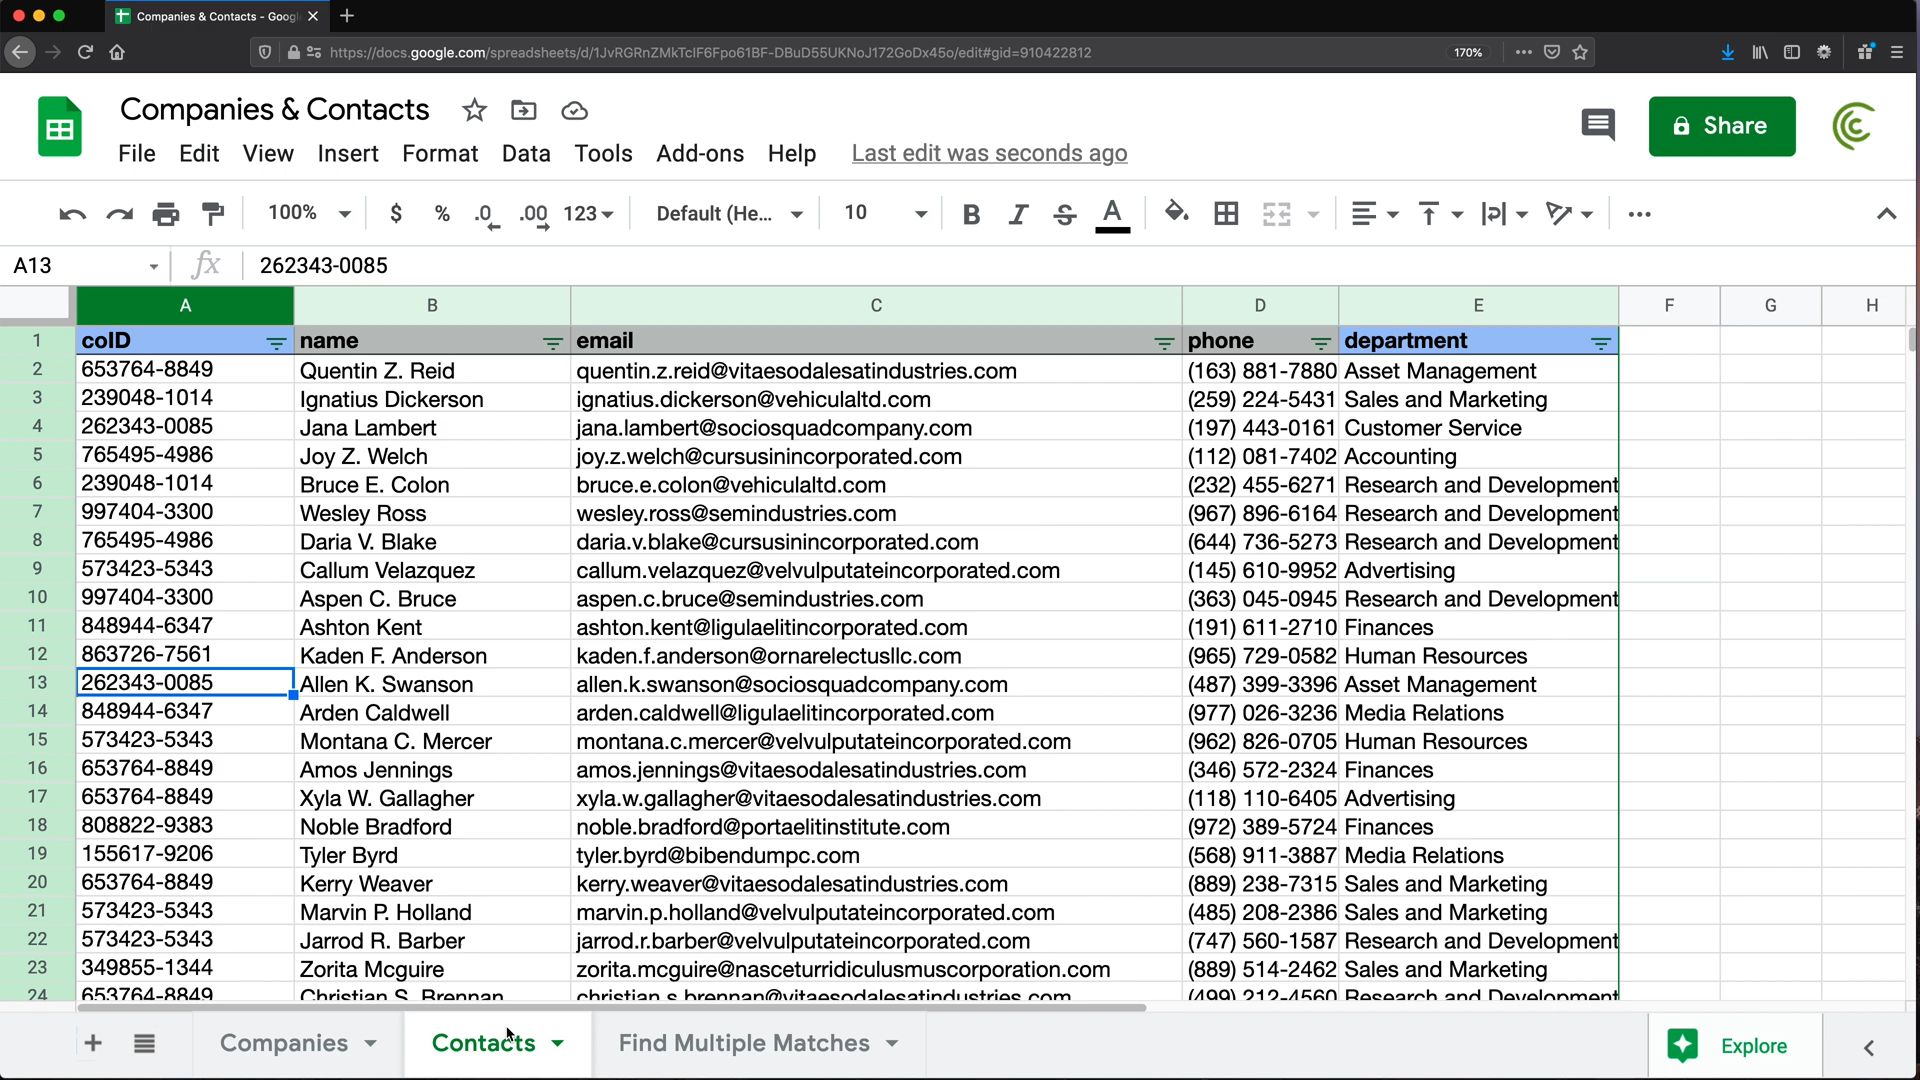 Companies & Contacts - Googl
https://docs.google.com/spreadsheets/d/1JvRGRnZMkTcIF6Fpo61BF-DBuD55UKNoJ172GoDx45o/edit#gid=910422812
170%
Companies & Contacts
File Edit View Insert Format Data Tools Add-ons Help Last edit was seconds ago
Share
100% $ % .0 .00 123 Default (He... 10 B I S A
A13 fx 262343-0085
A B C D E F G H
1 coID name email phone department
2 653764-8849 Quentin Z. Reid quentin.z.reid@vitaesodalesatindustries.com (163) 881-7880 Asset Management
3 239048-1014 Ignatius Dickerson ignatius.dickerson@vehiculaltd.com (259) 224-5431 Sales and Marketing
4 262343-0085 Jana Lambert jana.lambert@sociosquadcompany.com (197) 443-0161 Customer Service
5 765495-4986 Joy Z. Welch joy.z.welch@cursusinincorporated.com (112) 081-7402 Accounting
6 239048-1014 Bruce E. Colon bruce.e.colon@vehiculaltd.com (232) 455-6271 Research and Development
7 997404-3300 Wesley Ross wesley.ross@semindustries.com (967) 896-6164 Research and Development
8 765495-4986 Daria V. Blake daria.v.blake@cursusinincorporated.com (644) 736-5273 Research and Development
9 573423-5343 Callum Velazquez callum.velazquez@velvulputateincorporated.com (145) 610-9952 Advertising
10 997404-3300 Aspen C. Bruce aspen.c.bruce@semindustries.com (363) 045-0945 Research and Development
11 848944-6347 Ashton Kent ashton.kent@ligulaelitincorporated.com (191) 611-2710 Finances
12 863726-7561 Kaden F. Anderson kaden.f.anderson@ornarelectusllc.com (965) 729-0582 Human Resources
13 262343-0085 Allen K. Swanson allen.k.swanson@sociosquadcompany.com (487) 399-3396 Asset Management
14 848944-6347 Arden Caldwell arden.caldwell@ligulaelitincorporated.com (977) 026-3236 Media Relations
15 573423-5343 Montana C. Mercer montana.c.mercer@velvulputateincorporated.com (962) 826-0705 Human Resources
16 653764-8849 Amos Jennings amos.jennings@vitaesodalesatindustries.com (346) 572-2324 Finances
17 653764-8849 Xyla W. Gallagher xyla.w.gallagher@vitaesodalesatindustries.com (118) 110-6405 Advertising
18 808822-9383 Noble Bradford noble.bradford@portaelitinstitute.com (972) 389-5724 Finances
19 155617-9206 Tyler Byrd tyler.byrd@bibendumpc.com (568) 911-3887 Media Relations
20 653764-8849 Kerry Weaver kerry.weaver@vitaesodalesatindustries.com (889) 238-7315 Sales and Marketing
21 573423-5343 Marvin P. Holland marvin.p.holland@velvulputateincorporated.com (485) 208-2386 Sales and Marketing
22 573423-5343 Jarrod R. Barber jarrod.r.barber@velvulputateincorporated.com (747) 560-1587 Research and Development
23 349855-1344 Zorita Mcguire zorita.mcguire@nasceturridiculusmuscorporation.com (889) 514-2462 Sales and Marketing
24 653764-8849 Christian S. Brennan christian.s.brennan@vitaesodalesatindustries.com (499) 212-4560 Research and Development
Companies Contacts Find Multiple Matches Explore